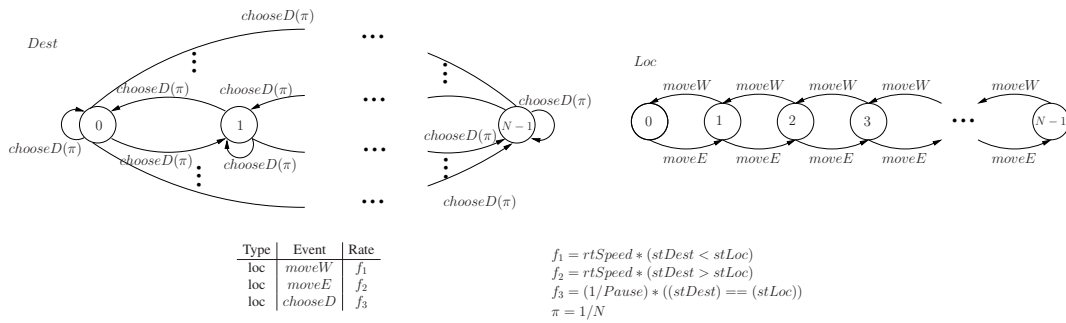 Dest
chooseD(π)
•••
chooseD(π)
chooseD(π)
chooseD(π)
•••
0
1
N − 1
chooseD(π)
chooseD(π)
chooseD(π)
chooseD(π)
•••
chooseD(π)
•••
chooseD(π)
Loc
moveW moveW moveW moveW moveW
0 1 2 3 ••• N−1
moveE moveE moveE moveE moveE
Type Event Rate
loc moveW f₁
loc moveE f₂
loc chooseD f₃
f₁ = rtSpeed ∗ (stDest < stLoc)
f₂ = rtSpeed ∗ (stDest > stLoc)
f₃ = (1/Pause) ∗ ((stDest) == (stLoc))
π = 1/N